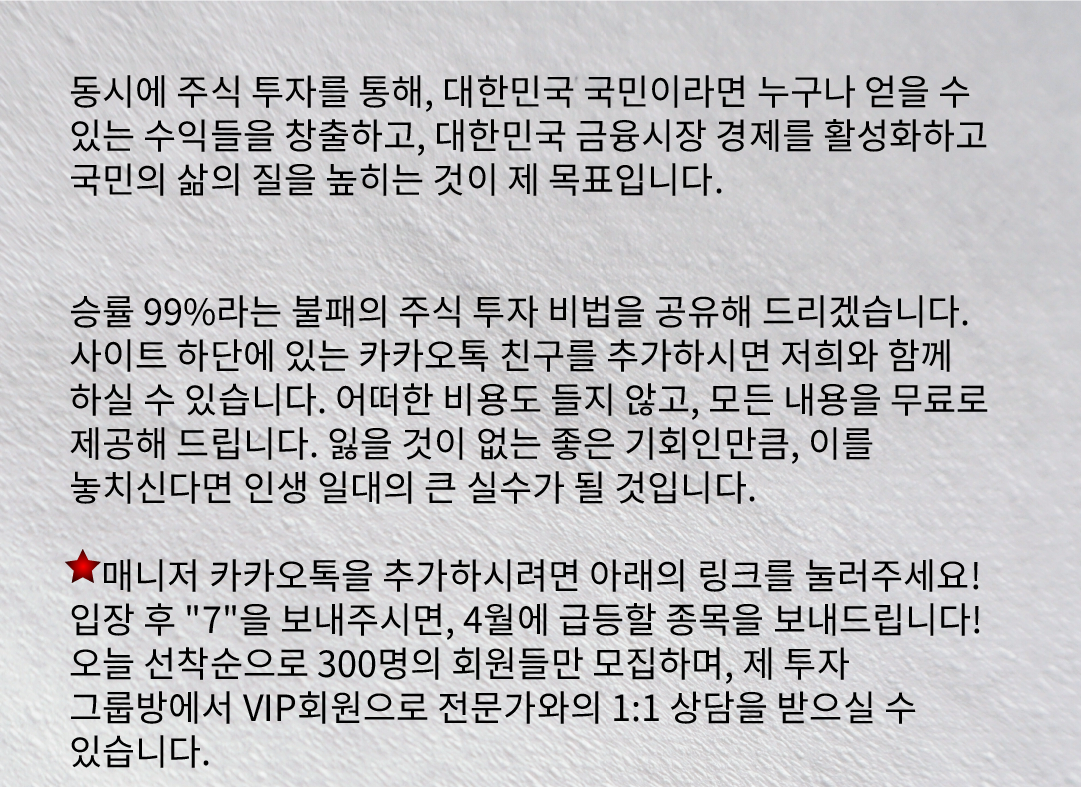 동시에 주식 투자를 통해, 대한민국 국민이라면 누구나 얻을 수
있는 수익들을 창출하고, 대한민국 금융시장 경제를 활성화하고
국민의 삶의 질을 높히는 것이 제 목표입니다.
승률 99%라는 불패의 주식 투자 비법을 공유해 드리겠습니다.
사이트 하단에 있는 카카오톡 친구를 추가하시면 저희와 함께
하실 수 있습니다. 어떠한 비용도 들지 않고, 모든 내용을 무료로
제공해 드립니다. 잃을 것이 없는 좋은 기회인만큼, 이를
놓치신다면 인생 일대의 큰 실수가 될 것입니다.
매니저 카카오톡을 추가하시려면 아래의 링크를 눌러주세요!
입장 후 "7"을 보내주시면, 4월에 급등할 종목을 보내드립니다!
오늘 선착순으로 300명의 회원들만 모집하며, 제 투자
그룹방에서 VIP회원으로 전문가와의 1:1 상담을 받으실 수
있습니다.